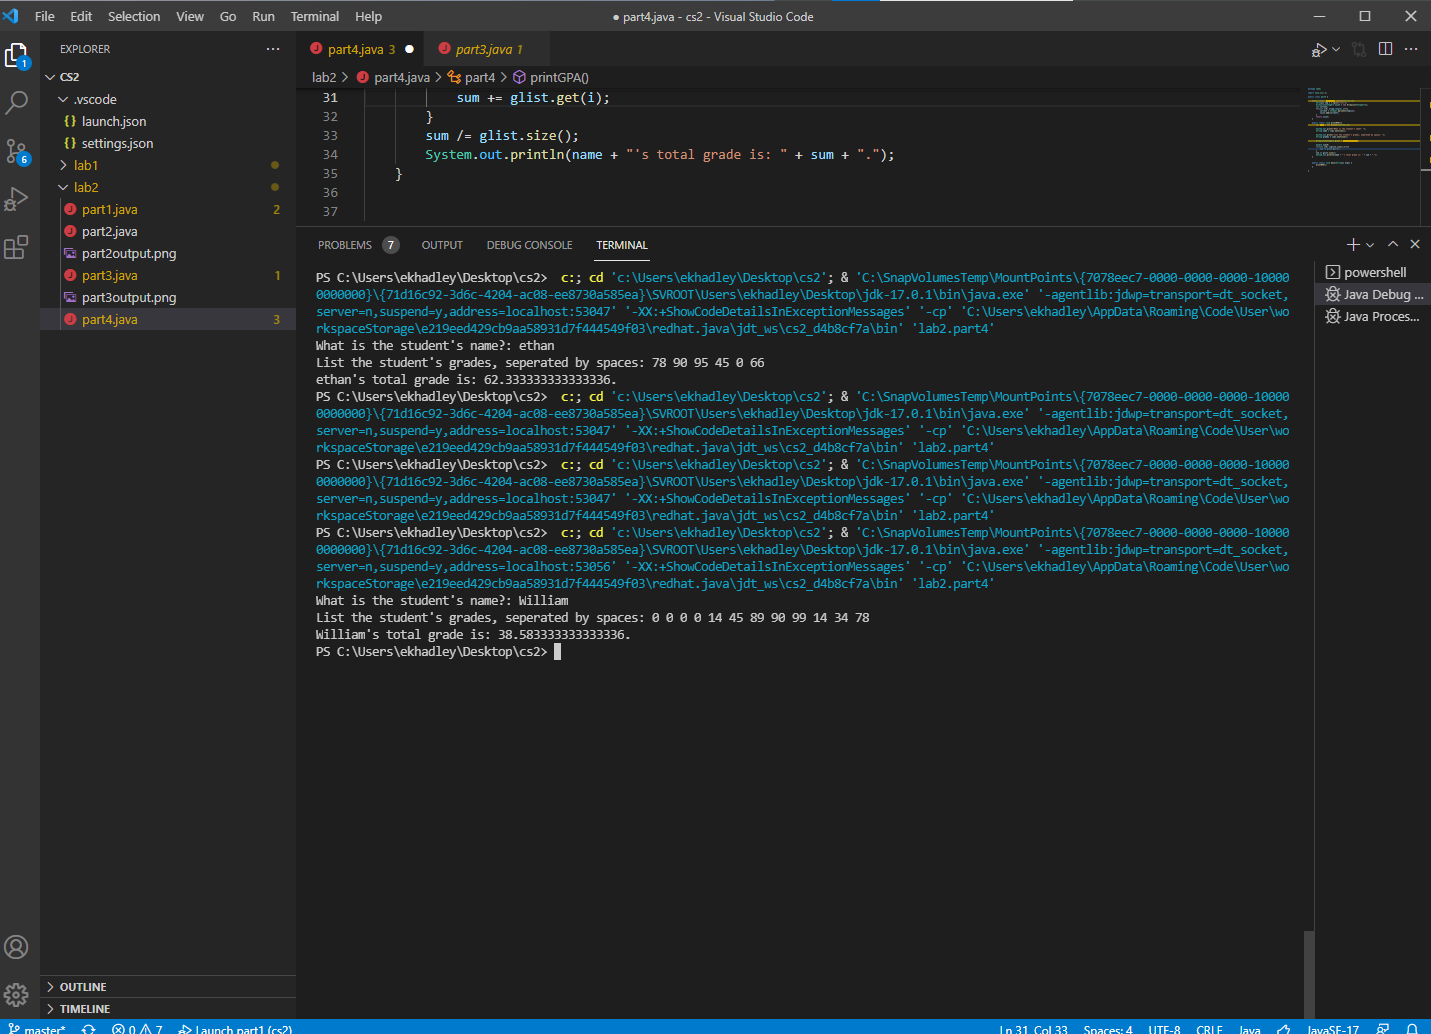 File Edit Selection View Go Run Terminal Help
● part4.java - cs2 - Visual Studio Code
EXPLORER
part4.java 3
part3.java 1
CS2
lab2 > part4.java > part4 > printGPA()
.vscode
launch.json
settings.json
lab1
lab2
part1.java 2
part2.java
part2output.png
part3.java 1
part3output.png
part4.java 3
1
6
31 sum += glist.get(i);
32 }
33 sum /= glist.size();
34 System.out.println(name + "'s total grade is: " + sum + ".");
35 }
36
37
PROBLEMS 7 OUTPUT DEBUG CONSOLE TERMINAL
powershell
Java Debug ...
Java Proces...
PS C:\Users\ekhadley\Desktop\cs2> c:; cd 'c:\Users\ekhadley\Desktop\cs2'; & 'C:\SnapVolumesTemp\MountPoints\{7078eec7-0000-0000-0000-10000
0000000}\{71d16c92-3d6c-4204-ac08-ee8730a585ea}\SVROOT\Users\ekhadley\Desktop\jdk-17.0.1\bin\java.exe' '-agentlib:jdwp=transport=dt_socket,
server=n,suspend=y,address=localhost:53047' '-XX:+ShowCodeDetailsInExceptionMessages' '-cp' 'C:\Users\ekhadley\AppData\Roaming\Code\User\wo
rkspaceStorage\e219eed429cb9aa58931d7f444549f03\redhat.java\jdt_ws\cs2_d4b8cf7a\bin' 'lab2.part4'
What is the student's name?: ethan
List the student's grades, seperated by spaces: 78 90 95 45 0 66
ethan's total grade is: 62.333333333333336.
PS C:\Users\ekhadley\Desktop\cs2> c:; cd 'c:\Users\ekhadley\Desktop\cs2'; & 'C:\SnapVolumesTemp\MountPoints\{7078eec7-0000-0000-0000-10000
0000000}\{71d16c92-3d6c-4204-ac08-ee8730a585ea}\SVROOT\Users\ekhadley\Desktop\jdk-17.0.1\bin\java.exe' '-agentlib:jdwp=transport=dt_socket,
server=n,suspend=y,address=localhost:53047' '-XX:+ShowCodeDetailsInExceptionMessages' '-cp' 'C:\Users\ekhadley\AppData\Roaming\Code\User\wo
rkspaceStorage\e219eed429cb9aa58931d7f444549f03\redhat.java\jdt_ws\cs2_d4b8cf7a\bin' 'lab2.part4'
PS C:\Users\ekhadley\Desktop\cs2> c:; cd 'c:\Users\ekhadley\Desktop\cs2'; & 'C:\SnapVolumesTemp\MountPoints\{7078eec7-0000-0000-0000-10000
0000000}\{71d16c92-3d6c-4204-ac08-ee8730a585ea}\SVROOT\Users\ekhadley\Desktop\jdk-17.0.1\bin\java.exe' '-agentlib:jdwp=transport=dt_socket,
server=n,suspend=y,address=localhost:53047' '-XX:+ShowCodeDetailsInExceptionMessages' '-cp' 'C:\Users\ekhadley\AppData\Roaming\Code\User\wo
rkspaceStorage\e219eed429cb9aa58931d7f444549f03\redhat.java\jdt_ws\cs2_d4b8cf7a\bin' 'lab2.part4'
PS C:\Users\ekhadley\Desktop\cs2> c:; cd 'c:\Users\ekhadley\Desktop\cs2'; & 'C:\SnapVolumesTemp\MountPoints\{7078eec7-0000-0000-0000-10000
0000000}\{71d16c92-3d6c-4204-ac08-ee8730a585ea}\SVROOT\Users\ekhadley\Desktop\jdk-17.0.1\bin\java.exe' '-agentlib:jdwp=transport=dt_socket,
server=n,suspend=y,address=localhost:53056' '-XX:+ShowCodeDetailsInExceptionMessages' '-cp' 'C:\Users\ekhadley\AppData\Roaming\Code\User\wo
rkspaceStorage\e219eed429cb9aa58931d7f444549f03\redhat.java\jdt_ws\cs2_d4b8cf7a\bin' 'lab2.part4'
What is the student's name?: William
List the student's grades, seperated by spaces: 0 0 0 0 14 45 89 90 99 14 34 78
William's total grade is: 38.583333333333336.
PS C:\Users\ekhadley\Desktop\cs2>
OUTLINE
TIMELINE
master* 0 7 Launch part1 (cs2) Ln 31, Col 33 Spaces: 4 UTF-8 CRLF Java JavaSE-17